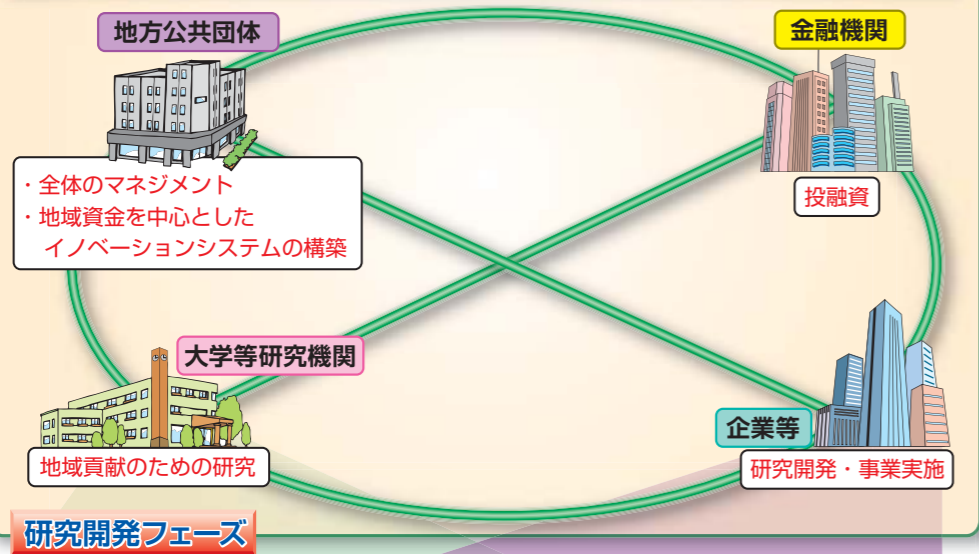 地方公共団体
・全体のマネジメント
・地域資金を中心とした
イノベーションシステムの構築
金融機関
投融資
大学等研究機関
地域貢献のための研究
企業等
研究開発・事業実施
研究開発フェーズ